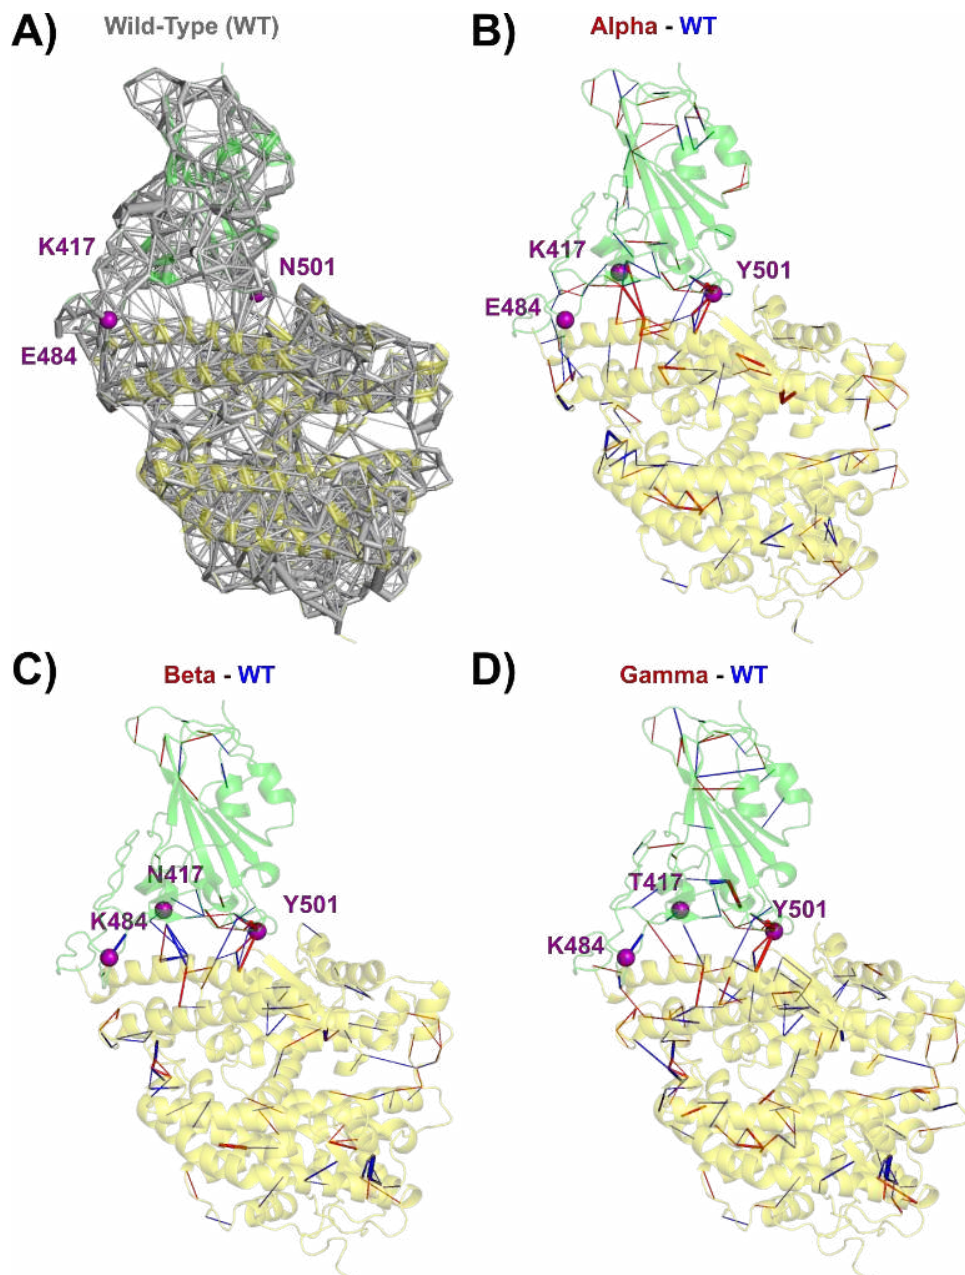 A) Wild-Type (WT)
B) Alpha - WT
K417
N501
E484
K417
Y501
E484
C) Beta - WT
D) Gamma - WT
N417
Y501
K484
T417
Y501
K484